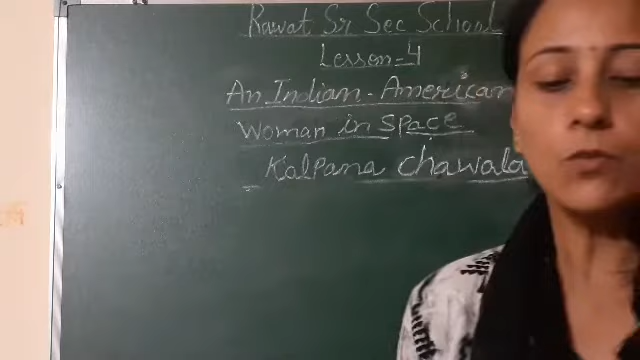 Rawat Sr Sec School
Lesson-4
An Indian-American
Woman in Space
Kalpana chawala